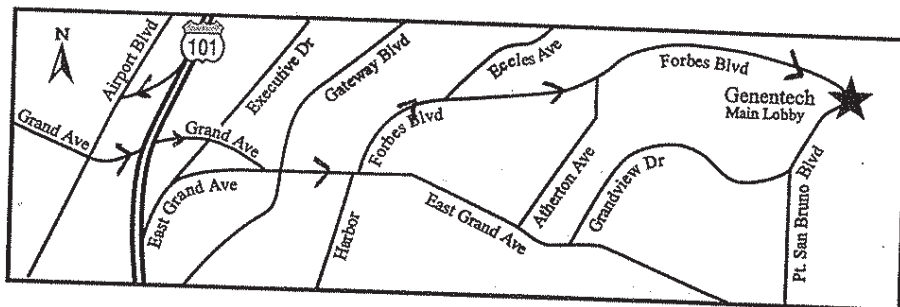 N
Airport Blvd
101
Executive Dr
Gateway Blvd
Eccles Ave
Forbes Blvd
Genentech
Main Lobby
Grand Ave
Grand Ave
Forbes Blvd
East Grand Ave
Harbor
East Grand Ave
Atherton Ave
Grandview Dr
Pt. San Bruno Blvd